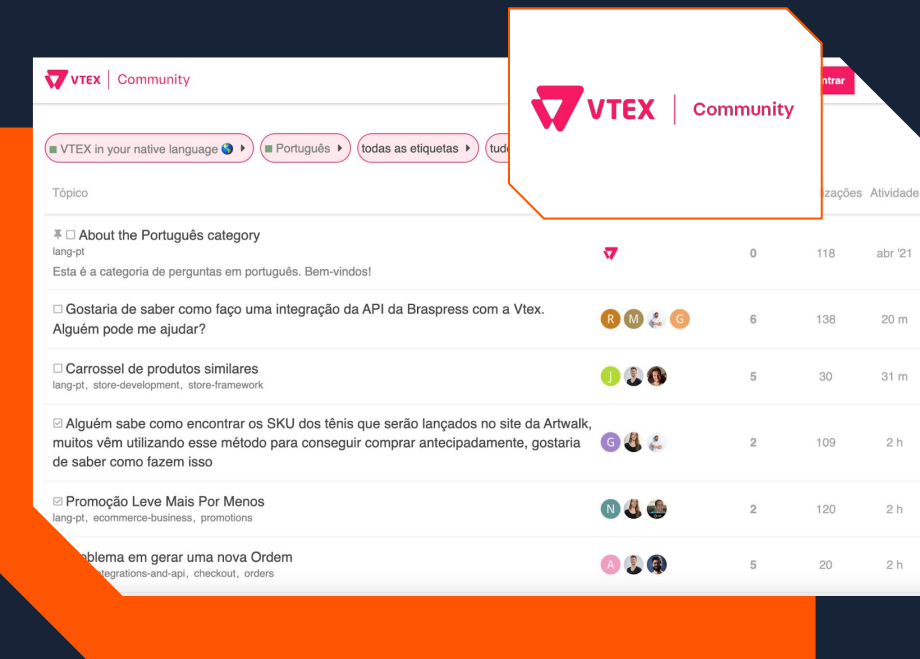 VTEX | Community
ntrar
VTEX | Community
VTEX in your native language 🌎
Português
todas as etiquetas
Tópico
izações
Atividade
About the Português category
lang-pt
Esta é a categoria de perguntas em português. Bem-vindos!
0
118
abr '21
Gostaria de saber como faço uma integração da API da Braspress com a Vtex.
Alguém pode me ajudar?
R
M
G
6
138
20 m
Carrossel de produtos similares
lang-pt, store-development, store-framework
J
5
30
31 m
Alguém sabe como encontrar os SKU dos tênis que serão lançados no site da Artwalk,
muitos vêm utilizando esse método para conseguir comprar antecipadamente, gostaria
de saber como fazem isso
G
2
109
2 h
Promoção Leve Mais Por Menos
lang-pt, ecommerce-business, promotions
N
2
120
2 h
oblema em gerar uma nova Ordem
tegrations-and-api, checkout, orders
A
5
20
2 h